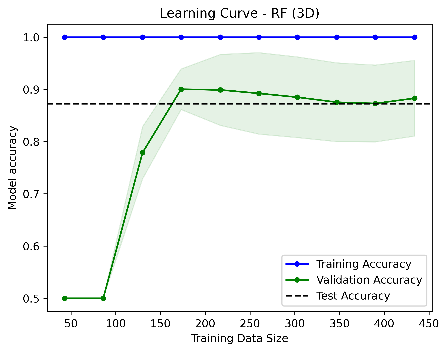 Learning Curve - RF (3D)
Model accuracy
1.0
0.9
0.8
0.7
0.6
0.5
Training Accuracy
Validation Accuracy
Test Accuracy
50 100 150 200 250 300 350 400 450
Training Data Size